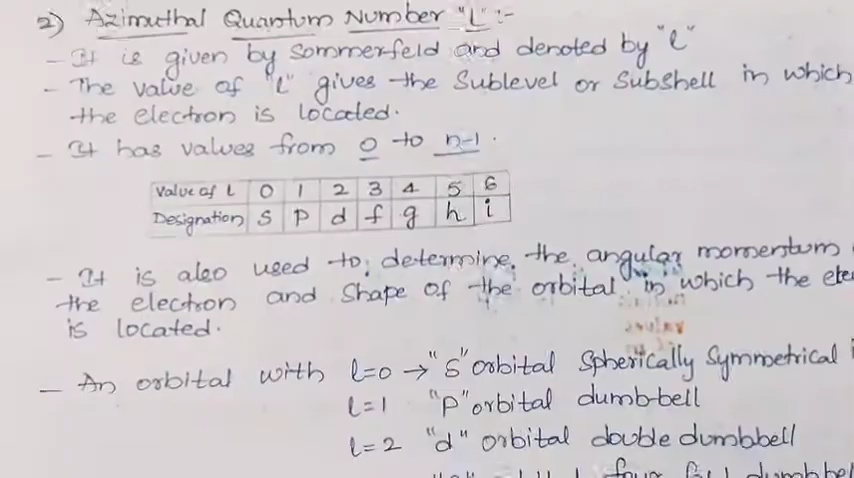 2) Azimuthal Quantum Number "L" :-
- It is given by Sommerfeld and denoted by "l"
- The value of "l" gives the Sublevel or Subshell in which
the electron is located.
- It has values from 0 to n-1.
Value of l 0 1 2 3 4 5 6
Designation s p d f g h i
- It is also used to determine the angular momentum
the electron and Shape of the orbital in which the ele
is located.
- An orbital with l=0 → "S" orbital Spherically Symmetrical
l=1 "P" orbital dumb-bell
l=2 "d" orbital double dumbbell